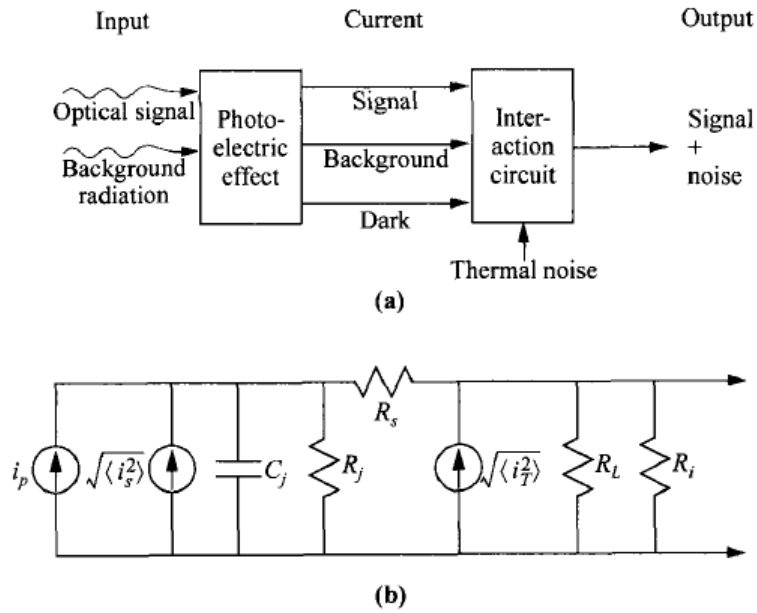 Input
Current
Output
Optical signal
Background
radiation
Photo-
electric
effect
Signal
Background
Dark
Inter-
action
circuit
Signal
+
noise
Thermal noise
(a)
i_p
√⟨i_s^2⟩
C_j
R_j
R_s
√⟨i_T^2⟩
R_L
R_i
(b)